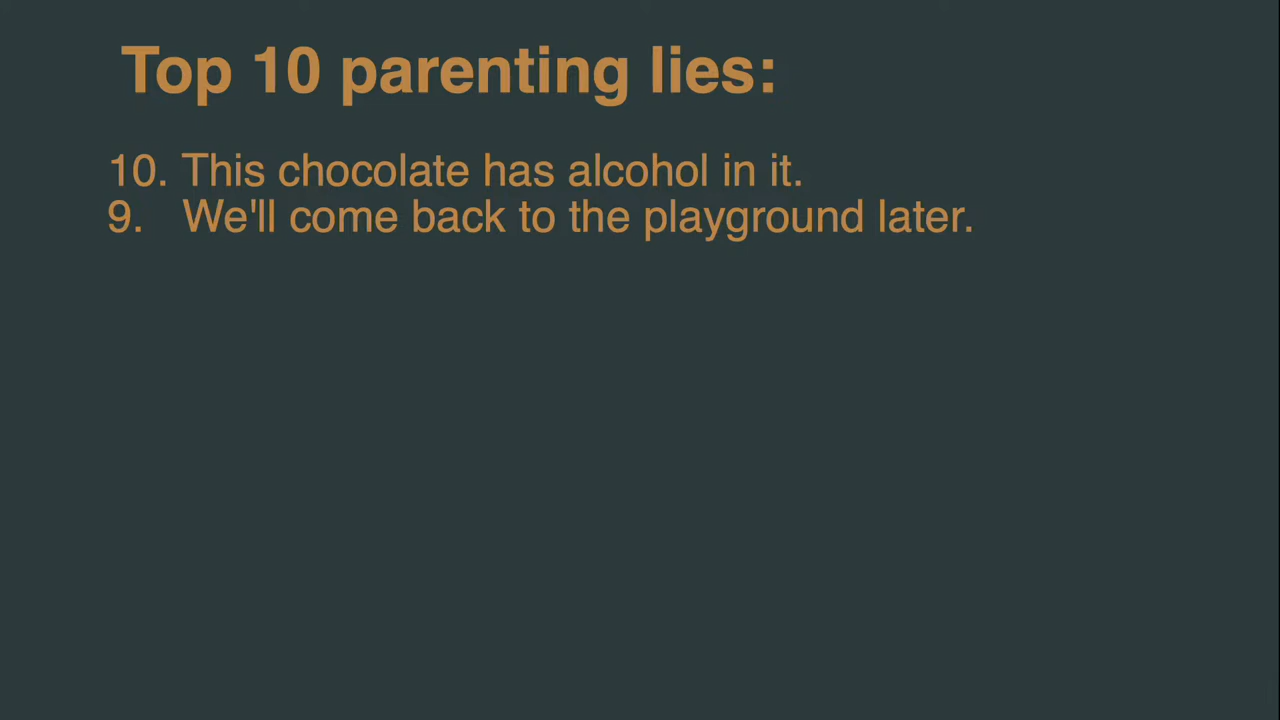 Top 10 parenting lies:
10. This chocolate has alcohol in it.
9. We'll come back to the playground later.